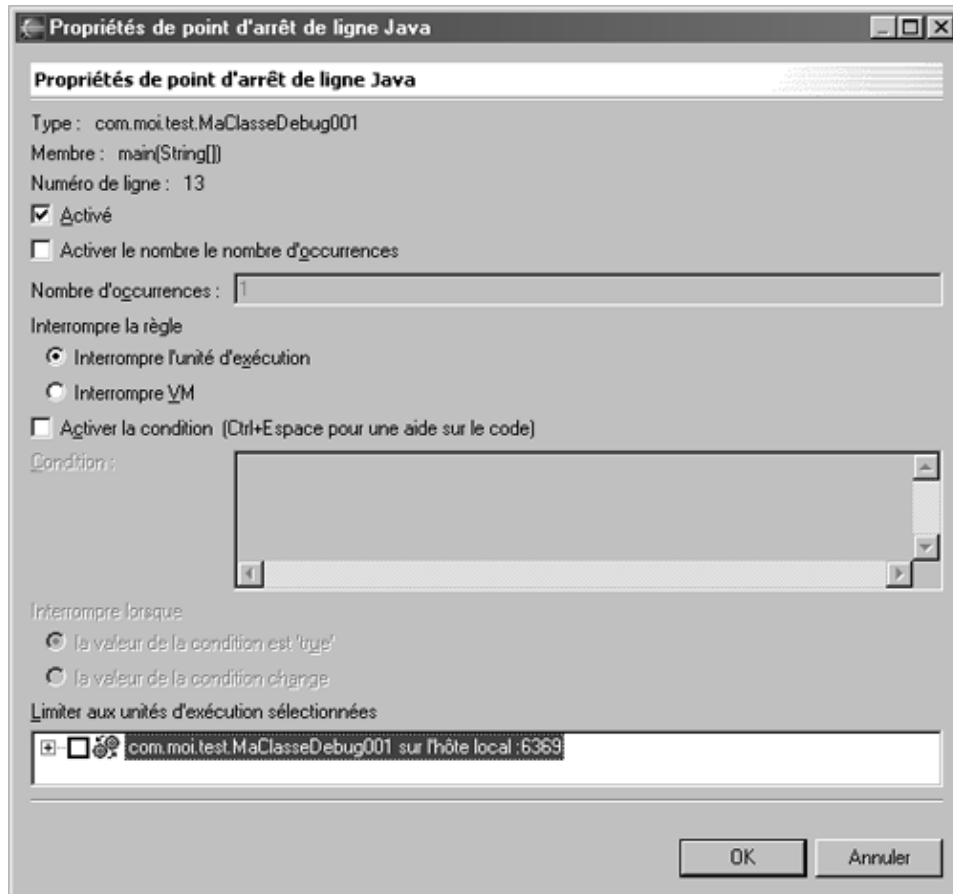 Propriétés de point d'arrêt de ligne Java
Propriétés de point d'arrêt de ligne Java
Type : com.moi.test.MaClasseDebug001
Membre : main(String[])
Numéro de ligne : 13
Activé
Activer le nombre le nombre d'occurrences
Nombre d'occurrences : 1
Interrompre la règle
Interrompre l'unité d'exécution
Interrompre VM
Activer la condition (Ctrl+Espace pour une aide sur le code)
Condition :
Interrompre lorsque
la valeur de la condition est 'true'
la valeur de la condition change
Limiter aux unités d'exécution sélectionnées
com.moi.test.MaClasseDebug001 sur l'hôte local :6369
OK Annuler